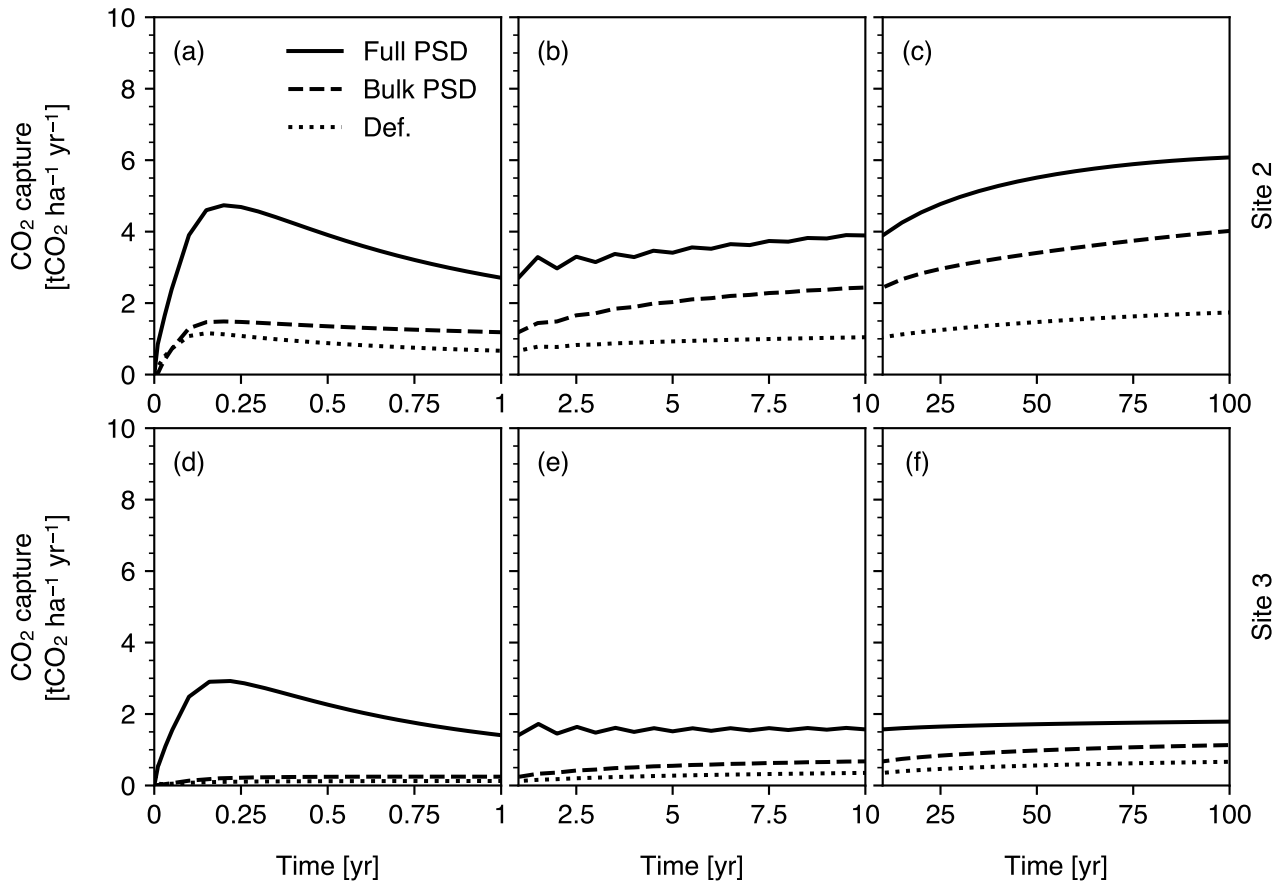 10
8
6
4
2
0
CO₂ capture
[tCO₂ ha⁻¹ yr⁻¹]
(a)
Full PSD
Bulk PSD
Def.
(b)
(c)
Site 2
0 0.25 0.5 0.75 1
2.5 5 7.5 10
25 50 75 100
10
8
6
4
2
0
CO₂ capture
[tCO₂ ha⁻¹ yr⁻¹]
(d)
(e)
(f)
Site 3
0 0.25 0.5 0.75 1
2.5 5 7.5 10
25 50 75 100
Time [yr]
Time [yr]
Time [yr]